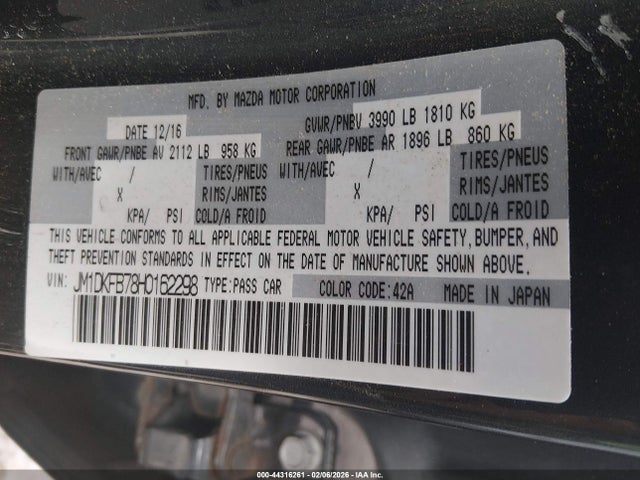 MFD. BY MAZDA MOTOR CORPORATION
DATE 12/16 GVWR/PNBV 3990 LB 1810 KG
FRONT GAWR/PNBE AV 2112 LB 958 KG REAR GAWR/PNBE AR 1896 LB 860 KG
WITH/AVEC / TIRES/PNEUS WITH/AVEC / TIRES/PNEUS
X RIMS/JANTES X RIMS/JANTES
KPA/ PSI COLD/A FROID KPA/ PSI COLD/A FROID
THIS VEHICLE CONFORMS TO ALL APPLICABLE FEDERAL MOTOR VEHICLE SAFETY, BUMPER, AND
THEFT PREVENTION STANDARDS IN EFFECT ON THE DATE OF MANUFACTURE SHOWN ABOVE.
VIN: JM1DKFB78H0162298 TYPE:PASS CAR COLOR CODE:42A MADE IN JAPAN
000-44316261 - 02/06/2026 - IAA Inc.